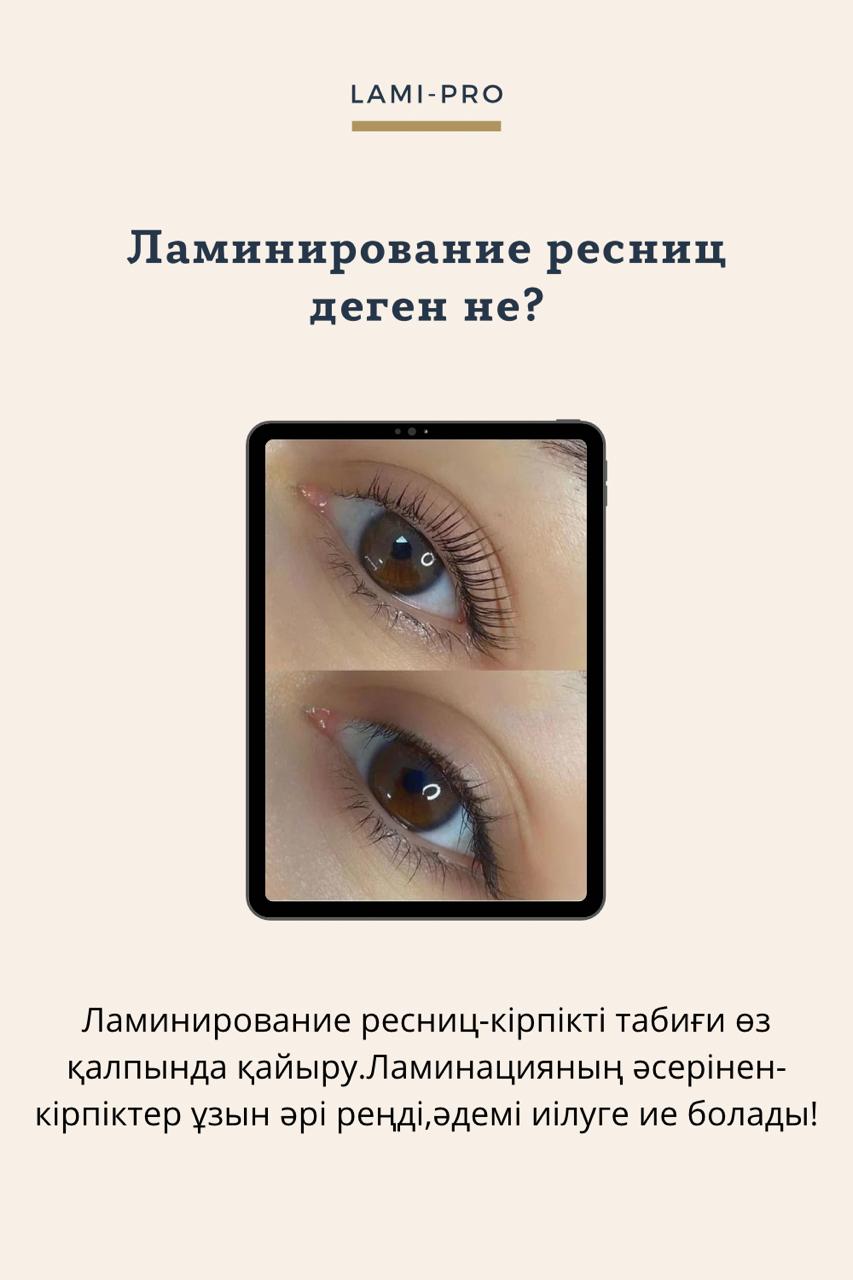 LAMI-PRO
Ламинирование ресниц
деген не?
Ламинирование ресниц-кірпікті табиғи өз
қалпында қайыру.Ламинацияның әсерінен-
кірпіктер ұзын әрі реңді,әдемі иілуге ие болады!